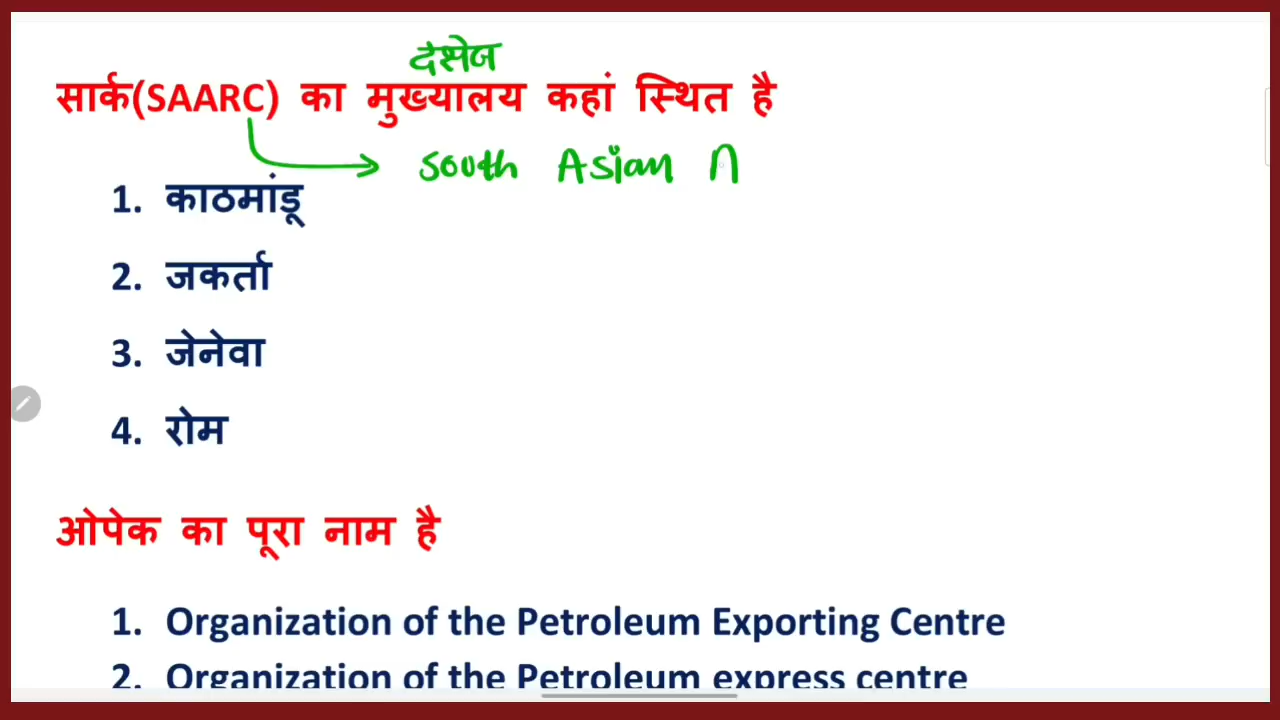 दक्षेस
सार्क(SAARC) का मुख्यालय कहां स्थित है
South Asian A
1. काठमांडू
2. जकर्ता
3. जेनेवा
4. रोम
ओपेक का पूरा नाम है
1. Organization of the Petroleum Exporting Centre
2. Organization of the Petroleum express centre